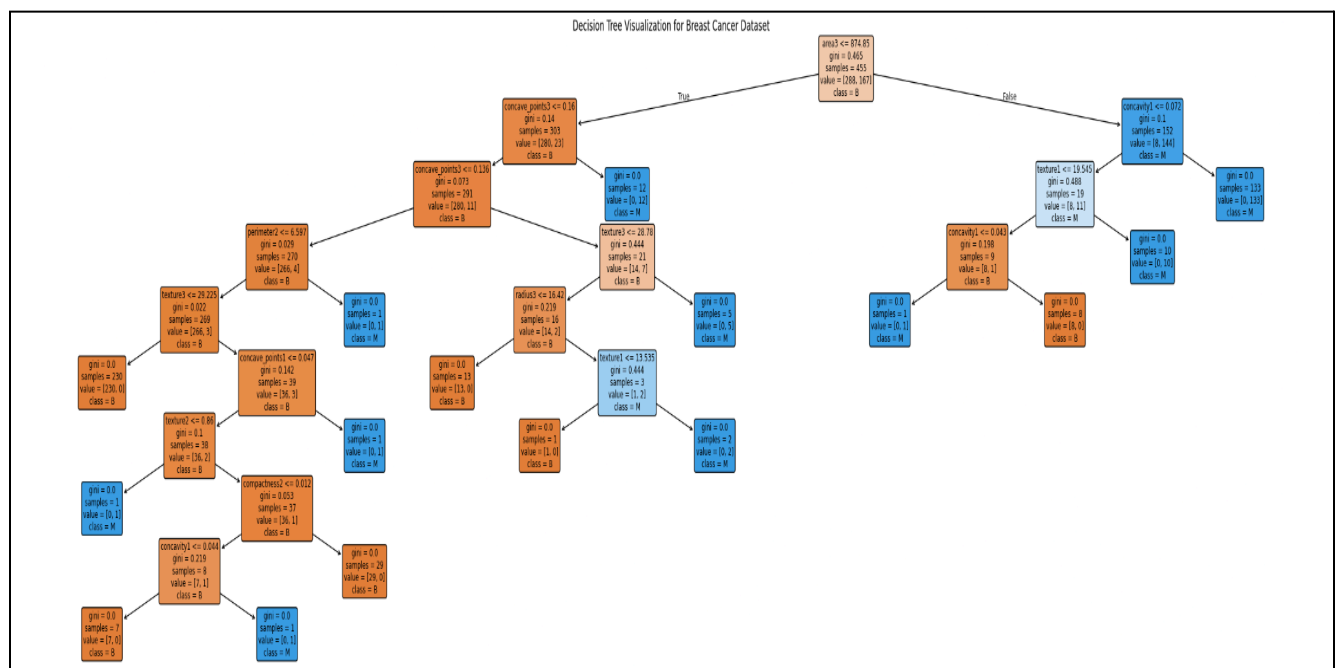 Decision Tree Visualization for Breast Cancer Dataset
area3 <= 874.85
gini = 0.465
samples = 455
value = [288, 167]
class = B
True
False
concave_points3 <= 0.16
gini = 0.14
samples = 303
value = [280, 23]
class = B
concavity1 <= 0.072
gini = 0.1
samples = 152
value = [8, 144]
class = M
concave_points3 <= 0.136
gini = 0.073
samples = 291
value = [280, 11]
class = B
gini = 0.0
samples = 12
value = [0, 12]
class = M
texture1 <= 19.545
gini = 0.488
samples = 19
value = [8, 11]
class = M
gini = 0.0
samples = 133
value = [0, 133]
class = M
perimeter2 <= 6.597
gini = 0.029
samples = 270
value = [266, 4]
class = B
texture3 <= 28.78
gini = 0.444
samples = 21
value = [14, 7]
class = B
concavity1 <= 0.043
gini = 0.198
samples = 9
value = [8, 1]
class = B
gini = 0.0
samples = 10
value = [0, 10]
class = M
texture3 <= 29.225
gini = 0.022
samples = 269
value = [266, 3]
class = B
gini = 0.0
samples = 1
value = [0, 1]
class = M
radius3 <= 16.42
gini = 0.219
samples = 16
value = [14, 2]
class = B
gini = 0.0
samples = 5
value = [0, 5]
class = M
gini = 0.0
samples = 1
value = [0, 1]
class = M
gini = 0.0
samples = 8
value = [8, 0]
class = B
gini = 0.0
samples = 230
value = [230, 0]
class = B
concave_points1 <= 0.047
gini = 0.142
samples = 39
value = [36, 3]
class = B
gini = 0.0
samples = 13
value = [13, 0]
class = B
texture1 <= 13.535
gini = 0.444
samples = 3
value = [1, 2]
class = M
texture2 <= 0.86
gini = 0.1
samples = 38
value = [36, 2]
class = B
gini = 0.0
samples = 1
value = [0, 1]
class = M
gini = 0.0
samples = 1
value = [1, 0]
class = B
gini = 0.0
samples = 2
value = [0, 2]
class = M
gini = 0.0
samples = 1
value = [0, 1]
class = M
compactness2 <= 0.012
gini = 0.053
samples = 37
value = [36, 1]
class = B
concavity1 <= 0.044
gini = 0.219
samples = 8
value = [7, 1]
class = B
gini = 0.0
samples = 29
value = [29, 0]
class = B
gini = 0.0
samples = 7
value = [7, 0]
class = B
gini = 0.0
samples = 1
value = [0, 1]
class = M